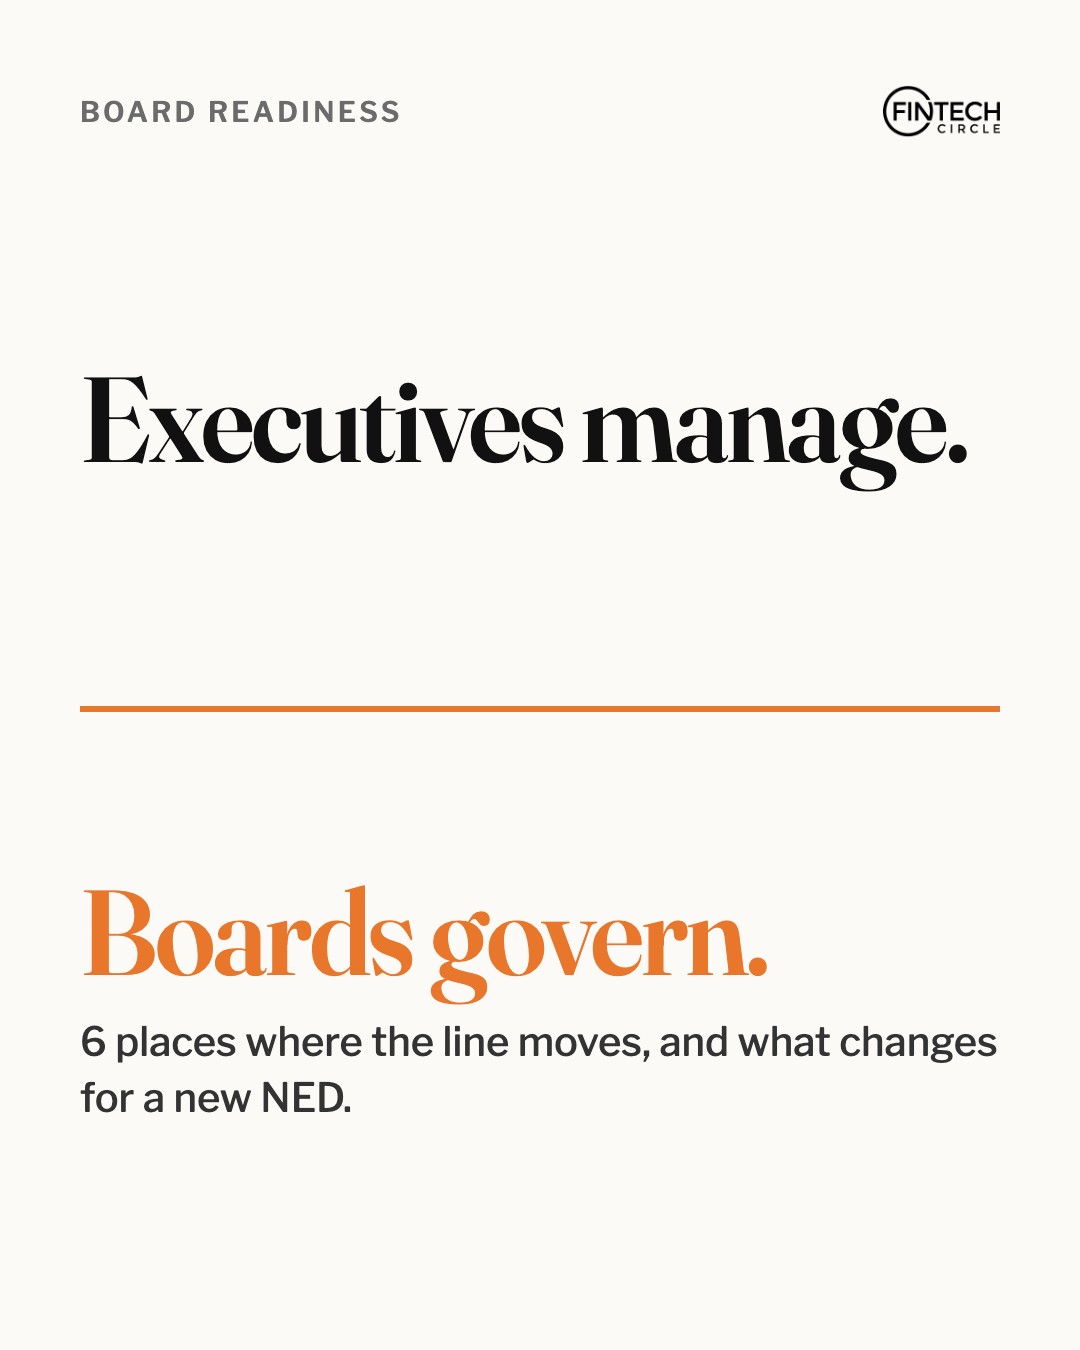 BOARD READINESS
FINTECH
CIRCLE
Executives manage.
Boards govern.
6 places where the line moves, and what changes
for a new NED.